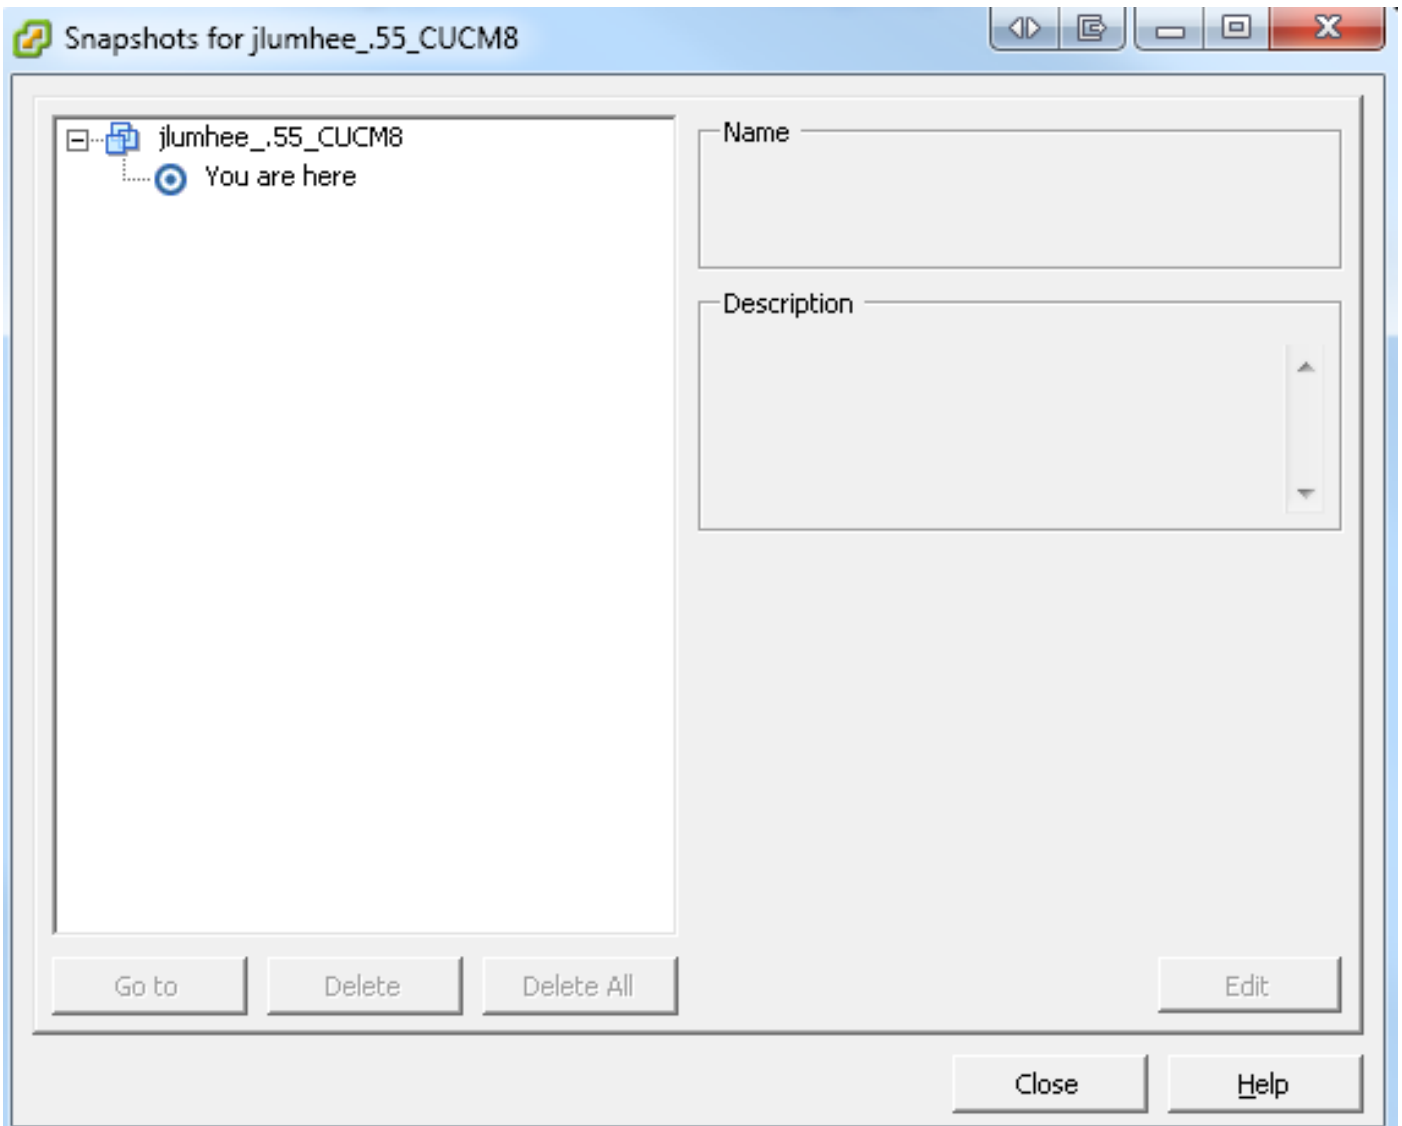 Snapshots for jlumhee_.55_CUCM8
jlumhee_.55_CUCM8
You are here
Name
Description
Go to
Delete
Delete All
Edit
Close
Help